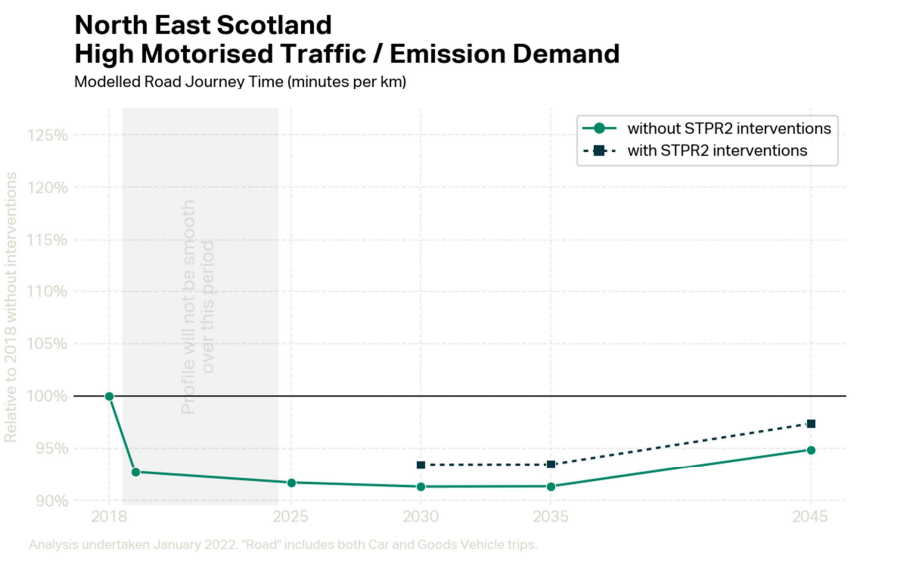 North East Scotland
High Motorised Traffic / Emission Demand
Modelled Road Journey Time (minutes per km)
without STPR2 interventions
with STPR2 interventions
Relative to 2018 without interventions
125%
120%
115%
110%
105%
100%
95%
90%
Profile will not be smooth
over this period
2018 2025 2030 2035 2045
Analysis undertaken January 2022. "Road" includes both Car and Goods Vehicle trips.